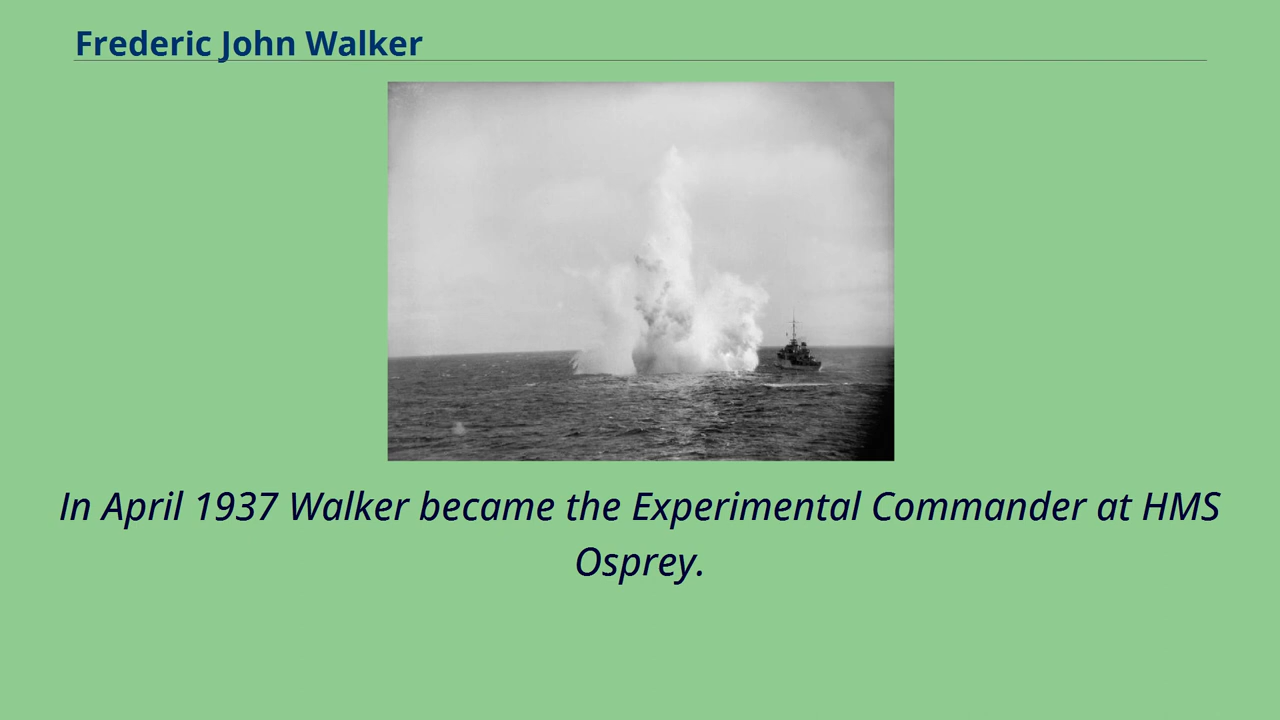 Frederic John Walker
In April 1937 Walker became the Experimental Commander at HMS
Osprey.